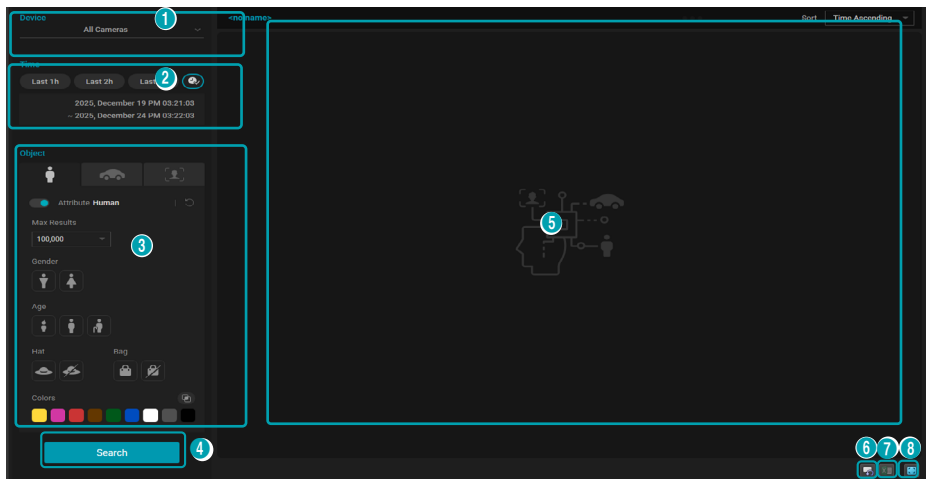 Device
1
<noname>
Sort
Time Ascending
All Cameras
Time
2
Last 1h
Last 2h
Last
2025, December 19 PM 03:21:03
~ 2025, December 24 PM 03:22:03
Object
Attribute Human
Max Results
100,000
3
5
Gender
Age
Hat
Bag
Colors
Search
4
6
7
8